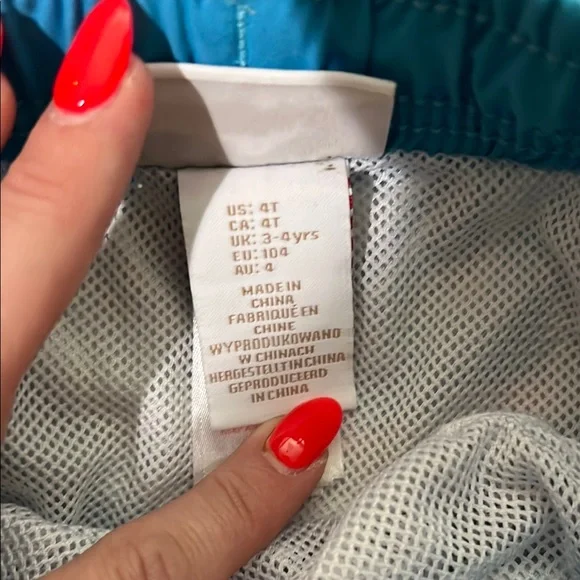 US: 4T
CA: 4T
UK: 3-4yrs
EU: 104
AU: 4
MADE IN
CHINA
FABRIQUÉ EN
CHINE
WYPRODUKOWANO
W CHINACH
HERGESTELLT IN CHINA
GEPRODUCEERD
IN CHINA